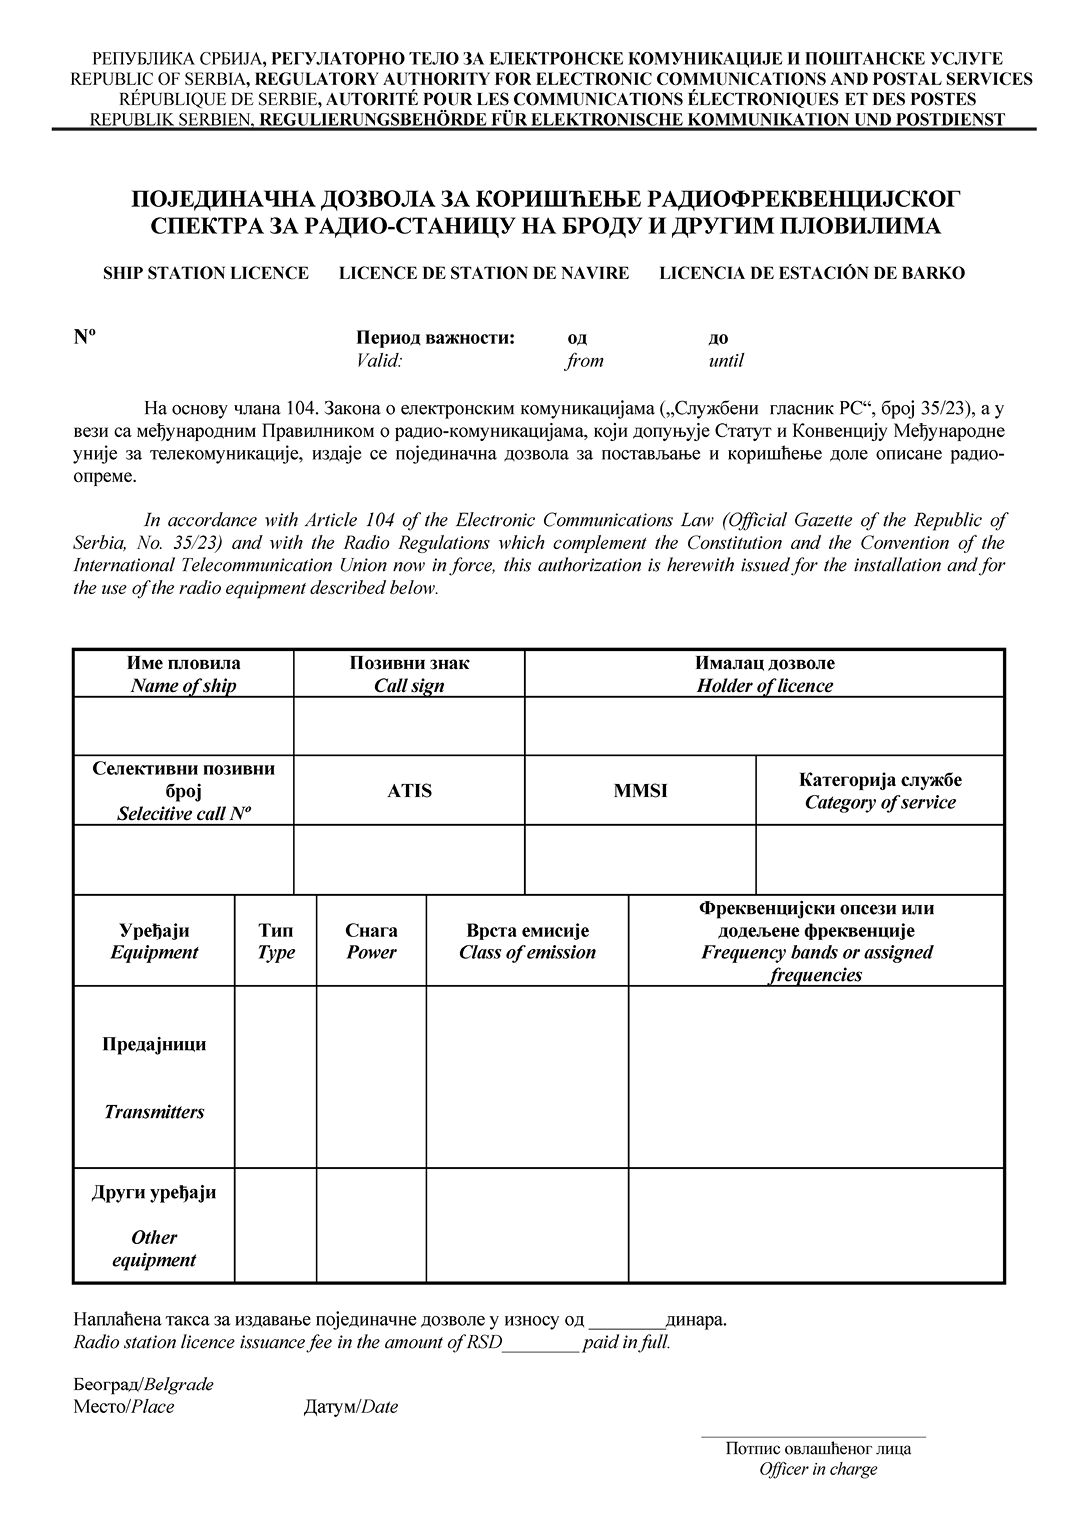 РЕПУБЛИКА СРБИЈА, РЕГУЛАТОРНО ТЕЛО ЗА ЕЛЕКТРОНСКЕ КОМУНИКАЦИЈЕ И ПОШТАНСКЕ УСЛУГЕ
REPUBLIC OF SERBIA, REGULATORY AUTHORITY FOR ELECTRONIC COMMUNICATIONS AND POSTAL SERVICES
RÉPUBLIQUE DE SERBIE, AUTORITÉ POUR LES COMMUNICATIONS ÉLECTRONIQUES ET DES POSTES
REPUBLIK SERBIEN, REGULIERUNGSBEHÖRDE FÜR ELEKTRONISCHE KOMMUNIKATION UND POSTDIENST
ПОЈЕДИНАЧНА ДОЗВОЛА ЗА КОРИШЋЕЊЕ РАДИОФРЕКВЕНЦИЈСКОГ
СПЕКТРА ЗА РАДИО-СТАНИЦУ НА БРОДУ И ДРУГИМ ПЛОВИЛИМА
SHIP STATION LICENCE LICENCE DE STATION DE NAVIRE LICENCIA DE ESTACIÓN DE BARKO
Nº Период важности: од до
Valid: from until
На основу члана 104. Закона о електронским комуникацијама („Службени гласник РС“, број 35/23), а у
вези са међународним Правилником о радио-комуникацијама, који допуњује Статут и Конвенцију Међународне
уније за телекомуникације, издаје се појединачна дозвола за постављање и коришћење доле описане радио-
опреме.
In accordance with Article 104 of the Electronic Communications Law (Official Gazette of the Republic of
Serbia, No. 35/23) and with the Radio Regulations which complement the Constitution and the Convention of the
International Telecommunication Union now in force, this authorization is herewith issued for the installation and for
the use of the radio equipment described below.
Име пловила
Name of ship
Позивни знак
Call sign
Ималац дозволе
Holder of licence
Селективни позивни
број
Selecitive call Nº
ATIS
MMSI
Категорија службе
Category of service
Уређаји
Equipment
Тип
Type
Снага
Power
Врста емисије
Class of emission
Фреквенцијски опсези или
додељене фреквенције
Frequency bands or assigned
frequencies
Предајници
Transmitters
Други уређаји
Other
equipment
Наплаћена такса за издавање појединачне дозволе у износу од ________динара.
Radio station licence issuance fee in the amount of RSD________ paid in full.
Београд/Belgrade
Место/Place Датум/Date
Потпис овлашћеног лица
Officer in charge